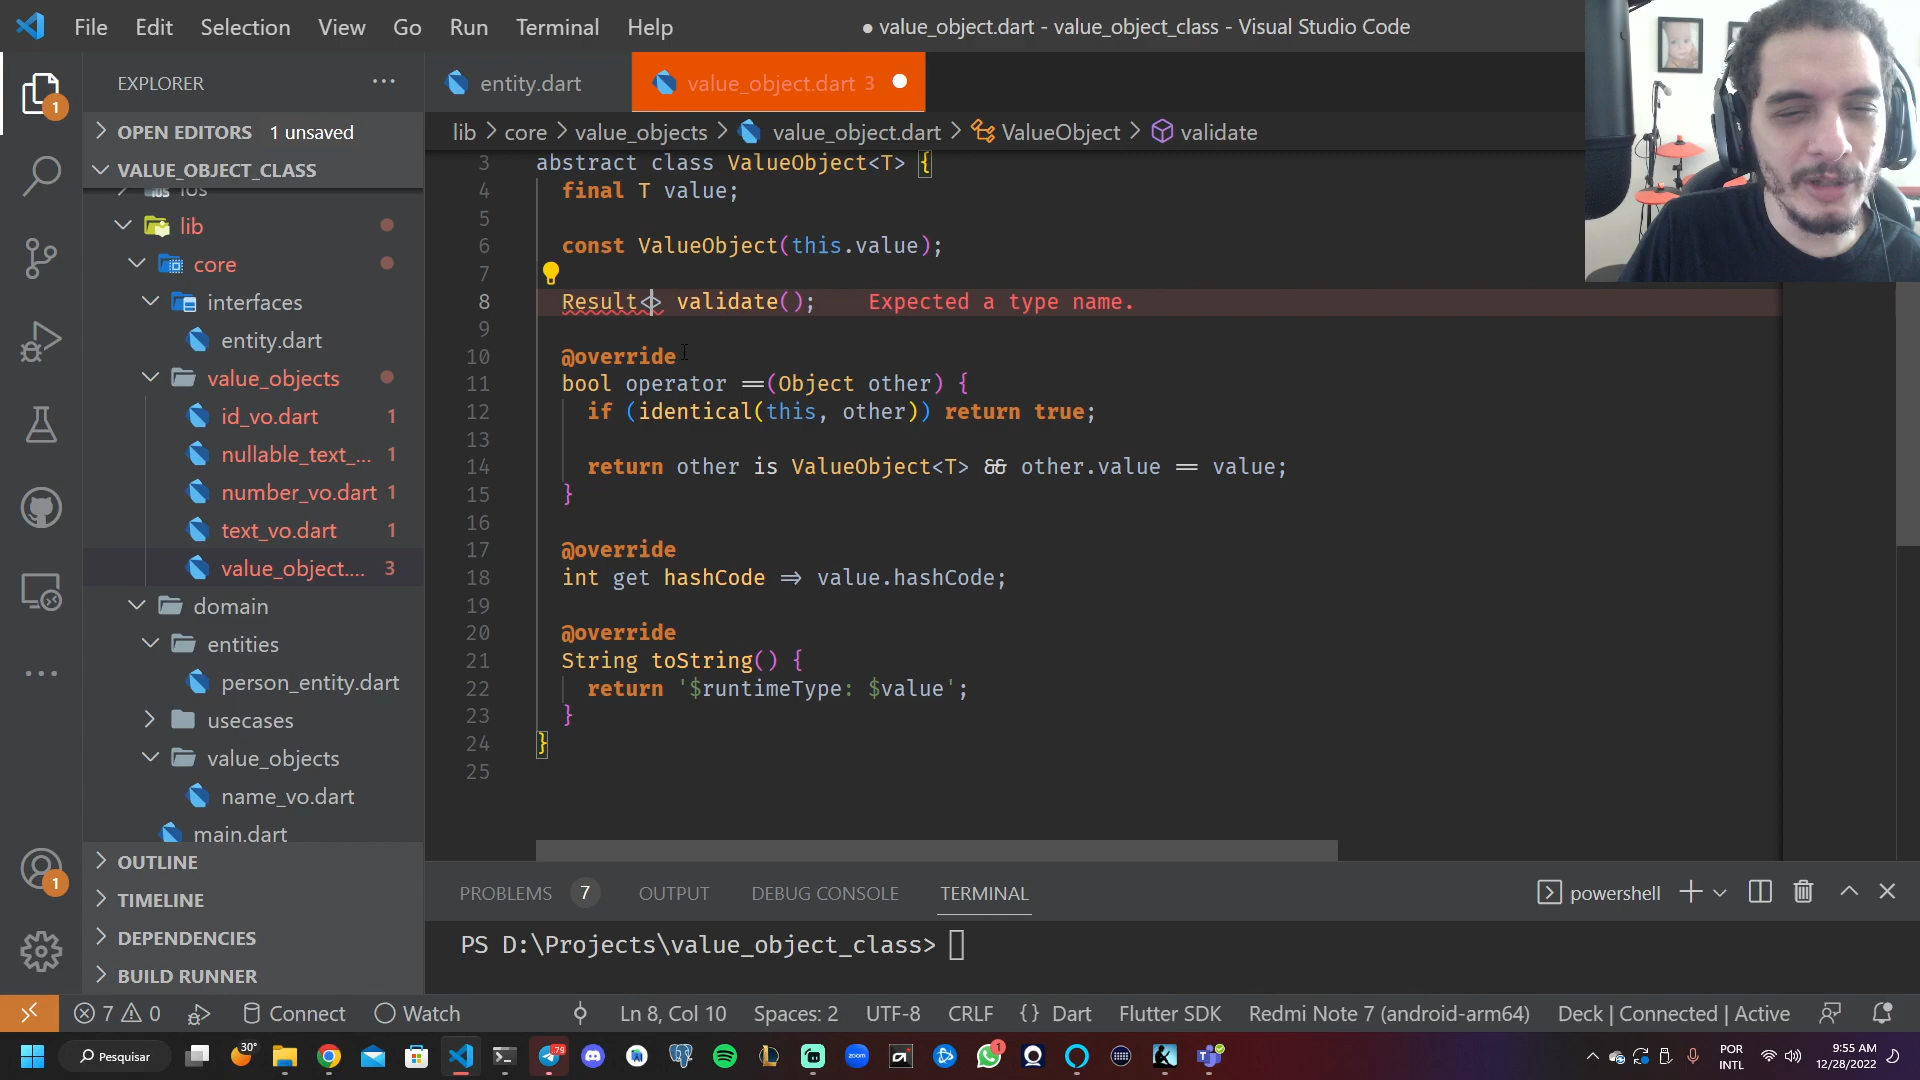 File Edit Selection View Go Run Terminal Help
● value_object.dart - value_object_class - Visual Studio Code
EXPLORER
entity.dart
value_object.dart 3
OPEN EDITORS 1 unsaved
lib > core > value_objects > value_object.dart > ValueObject > validate
VALUE_OBJECT_CLASS
ios
lib
core
interfaces
entity.dart
value_objects
id_vo.dart 1
nullable_text_... 1
number_vo.dart 1
text_vo.dart 1
value_object.... 3
domain
entities
person_entity.dart
usecases
value_objects
name_vo.dart
main.dart
OUTLINE
TIMELINE
DEPENDENCIES
BUILD RUNNER
3 abstract class ValueObject<T> {
4 final T value;
5
6 const ValueObject(this.value);
7
8 Result<> validate(); Expected a type name.
9
10 @override
11 bool operator ==(Object other) {
12 if (identical(this, other)) return true;
13
14 return other is ValueObject<T> && other.value == value;
15 }
16
17 @override
18 int get hashCode => value.hashCode;
19
20 @override
21 String toString() {
22 return '$runtimeType: $value';
23 }
24 }
25
PROBLEMS 7 OUTPUT DEBUG CONSOLE TERMINAL
powershell
PS D:\Projects\value_object_class>
1
1
7 0 Connect Watch Ln 8, Col 10 Spaces: 2 UTF-8 CRLF {} Dart Flutter SDK Redmi Note 7 (android-arm64) Deck | Connected | Active
Pesquisar
30°
79
zoom
1
POR
INTL
9:55 AM
12/28/2022